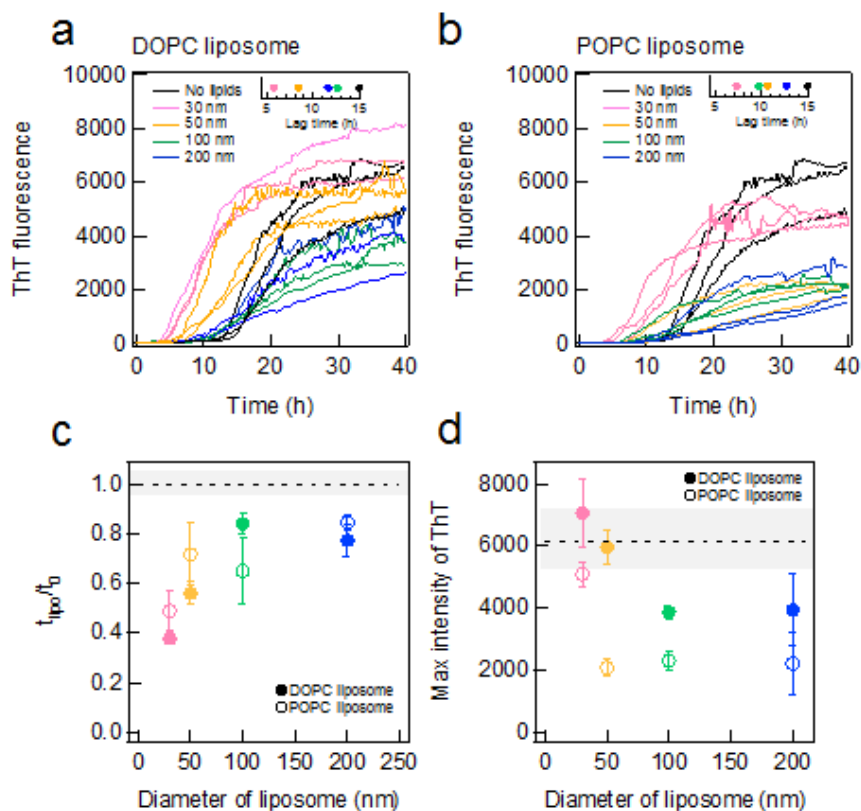 a
DOPC liposome
10000
8000
6000
4000
2000
0
ThT fluorescence
No lipids
30 nm
50 nm
100 nm
200 nm
5 10 15
Lag time (h)
0 10 20 30 40
Time (h)
b
POPC liposome
10000
8000
6000
4000
2000
0
ThT fluorescence
No lipids
30 nm
50 nm
100 nm
200 nm
5 10 15
Lag time (h)
0 10 20 30 40
Time (h)
c
1.0
0.8
0.6
0.4
0.2
0.0
tlipo/t0
DOPC liposome
POPC liposome
0 50 100 150 200 250
Diameter of liposome (nm)
d
8000
6000
4000
2000
0
Max intensity of ThT
DOPC liposome
POPC liposome
0 50 100 150 200
Diameter of liposome (nm)